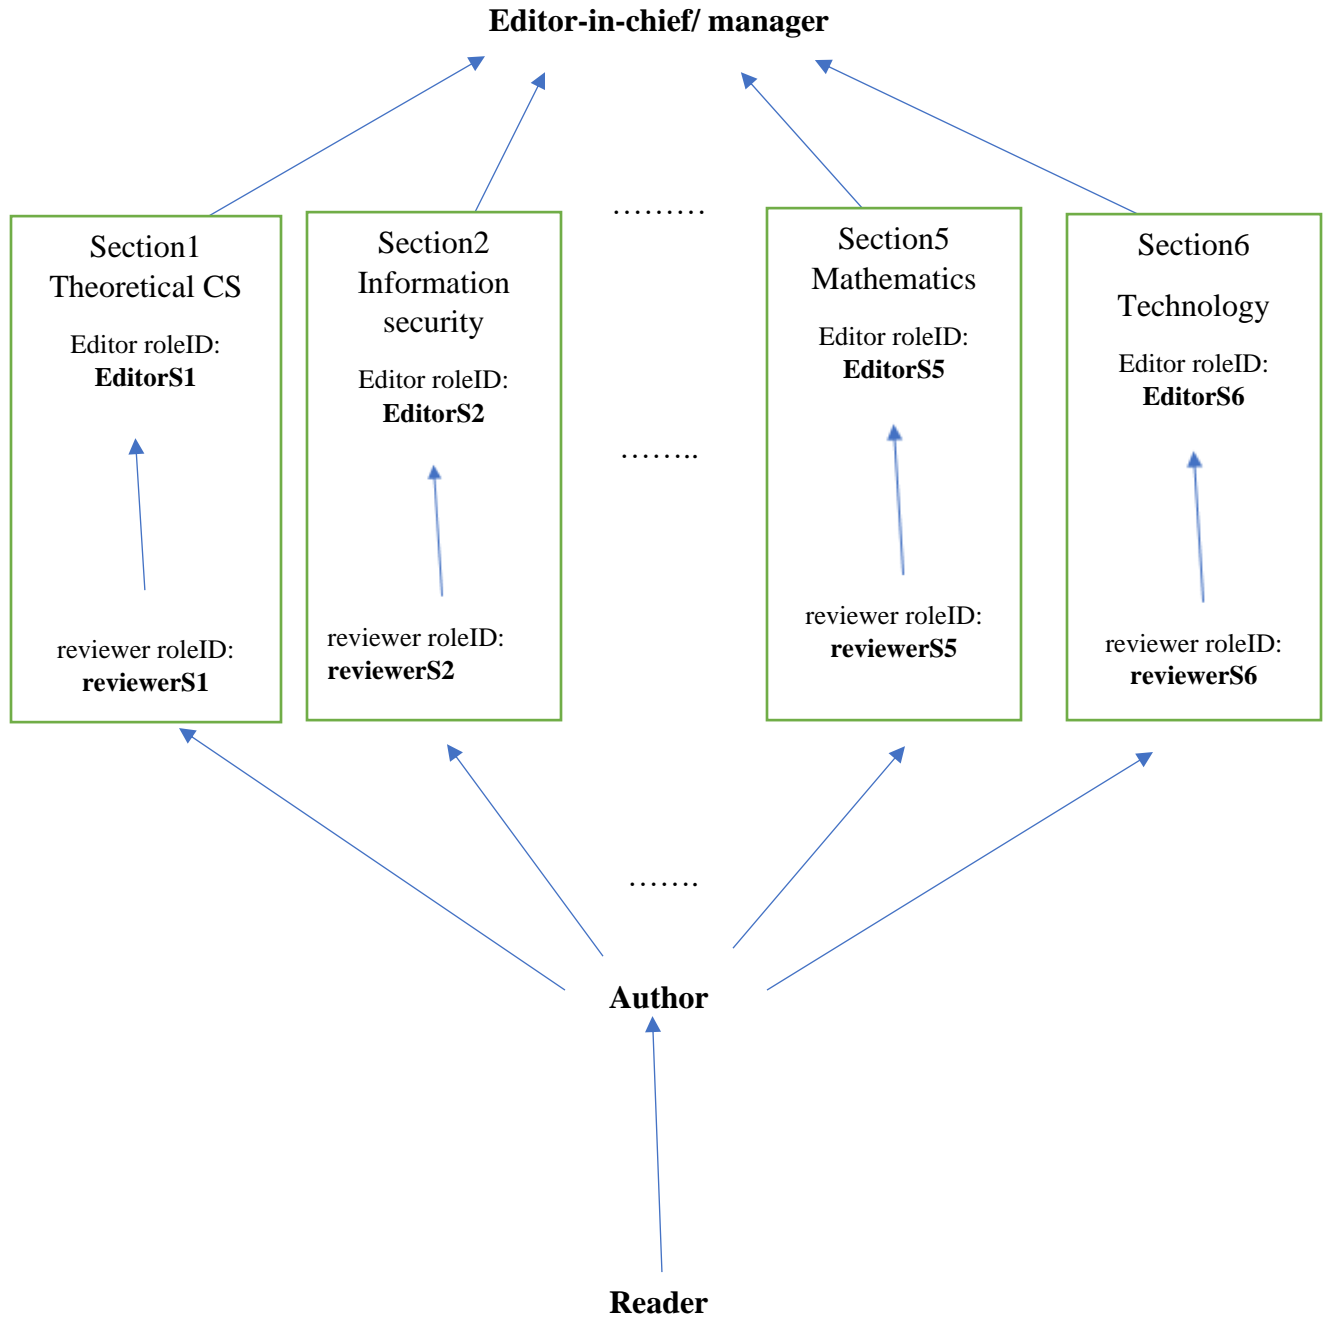 Editor-in-chief/ manager
Section1
Theoretical CS
Editor roleID:
EditorS1
reviewer roleID:
reviewerS1
Section2
Information
security
Editor roleID:
EditorS2
reviewer roleID:
reviewerS2
………
……..
…….
Section5
Mathematics
Editor roleID:
EditorS5
reviewer roleID:
reviewerS5
Section6
Technology
Editor roleID:
EditorS6
reviewer roleID:
reviewerS6
Author
Reader